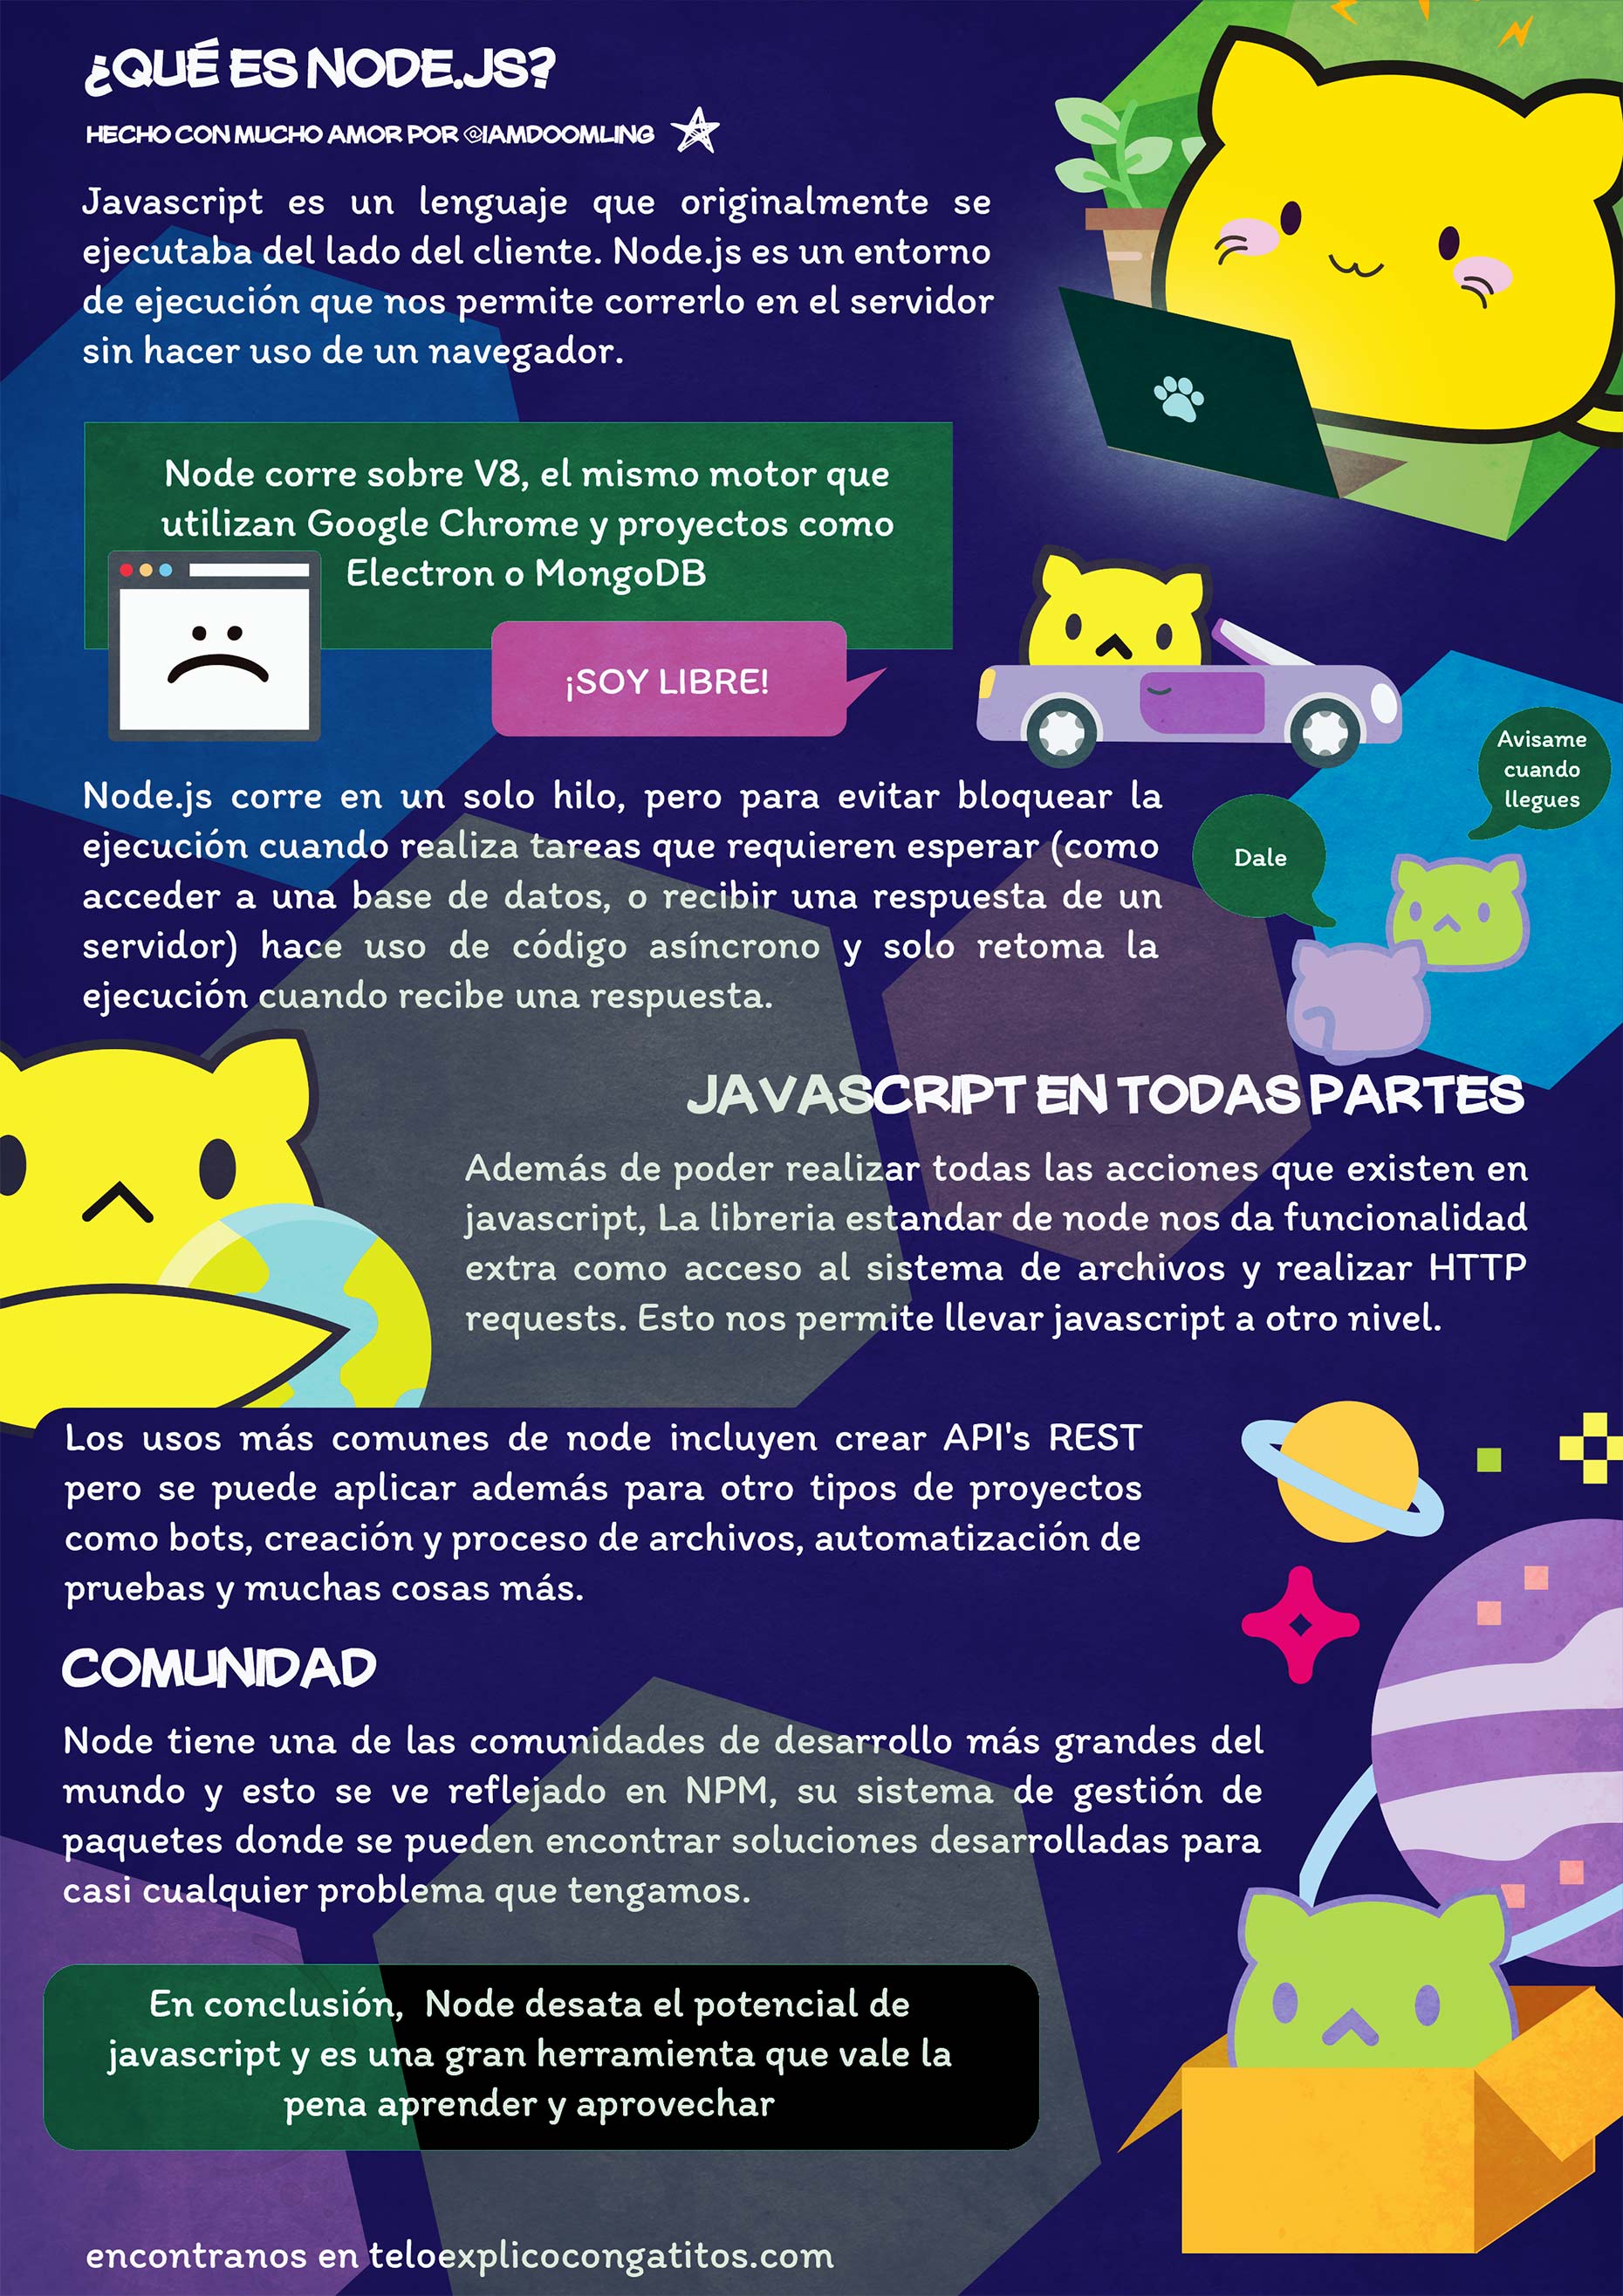 ¿QUÉ ES NODE.JS?
HECHO CON MUCHO AMOR POR @IAMDOOMLING
Javascript es un lenguaje que originalmente se
ejecutaba del lado del cliente. Node.js es un entorno
de ejecución que nos permite correrlo en el servidor
sin hacer uso de un navegador.
Node corre sobre V8, el mismo motor que
utilizan Google Chrome y proyectos como
Electron o MongoDB
¡SOY LIBRE!
Node.js corre en un solo hilo, pero para evitar bloquear la
ejecución cuando realiza tareas que requieren esperar (como
acceder a una base de datos, o recibir una respuesta de un
servidor) hace uso de código asíncrono y solo retoma la
ejecución cuando recibe una respuesta.
Avisame
cuando
llegues
Dale
JAVASCRIPT EN TODAS PARTES
Además de poder realizar todas las acciones que existen en
javascript, La libreria estandar de node nos da funcionalidad
extra como acceso al sistema de archivos y realizar HTTP
requests. Esto nos permite llevar javascript a otro nivel.
Los usos más comunes de node incluyen crear API's REST
pero se puede aplicar además para otro tipos de proyectos
como bots, creación y proceso de archivos, automatización de
pruebas y muchas cosas más.
COMUNIDAD
Node tiene una de las comunidades de desarrollo más grandes del
mundo y esto se ve reflejado en NPM, su sistema de gestión de
paquetes donde se pueden encontrar soluciones desarrolladas para
casi cualquier problema que tengamos.
En conclusión, Node desata el potencial de
javascript y es una gran herramienta que vale la
pena aprender y aprovechar
encontranos en teloexplicocongatitos.com